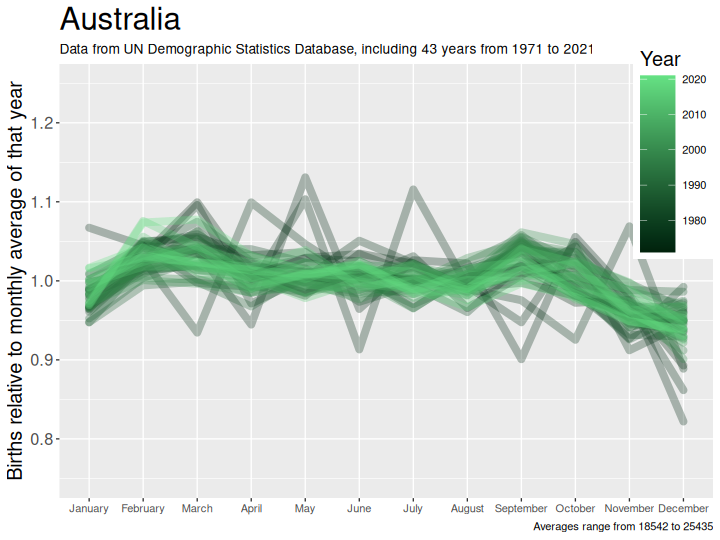 Australia
Data from UN Demographic Statistics Database, including 43 years from 1971 to 2021
Year
2020
2010
2000
1990
1980
Births relative to monthly average of that year
1.2
1.1
1.0
0.9
0.8
January February March April May June July August September October November December
Averages range from 18542 to 25435